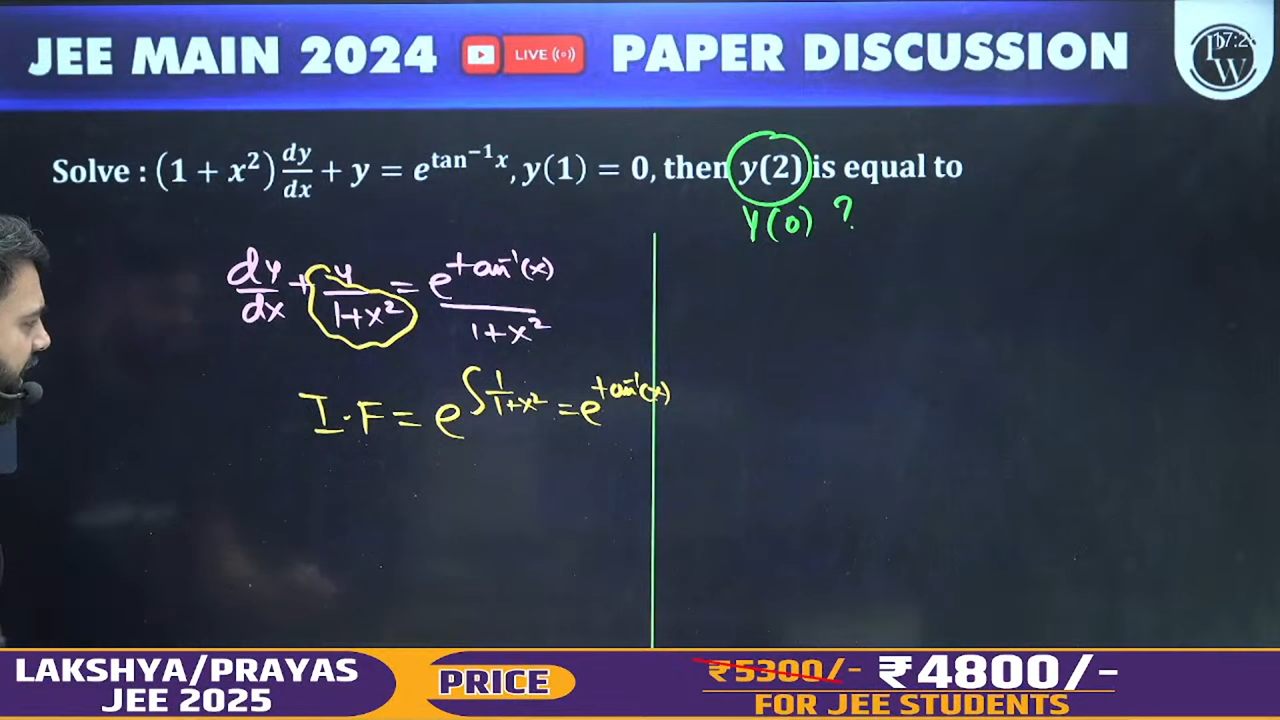 JEE MAIN 2024 LIVE PAPER DISCUSSION
17:2
W
Solve : (1 + x²) dy/dx + y = e^(tan⁻¹x), y(1) = 0, then y(2) is equal to
y(0) ?
dy/dx + y/(1+x²) = e^(tan⁻¹(x))/(1+x²)
I.F = e^(∫ 1/(1+x²)) = e^(tan⁻¹(x))
LAKSHYA/PRAYAS
JEE 2025
PRICE
₹5300/- ₹4800/-
FOR JEE STUDENTS